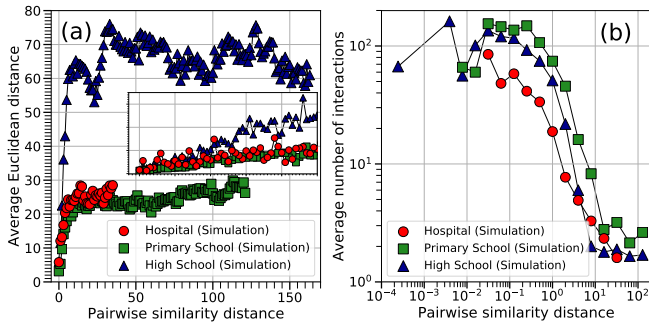 (a)
Average Euclidean distance
80
70
60
50
40
30
20
10
0
Hospital (Simulation)
Primary School (Simulation)
High School (Simulation)
0 50 100 150
Pairwise similarity distance
(b)
Average number of interactions
10²
10¹
10⁰
Hospital (Simulation)
Primary School (Simulation)
High School (Simulation)
10⁻⁴ 10⁻³ 10⁻² 10⁻¹ 10⁰ 10¹ 10²
Pairwise similarity distance